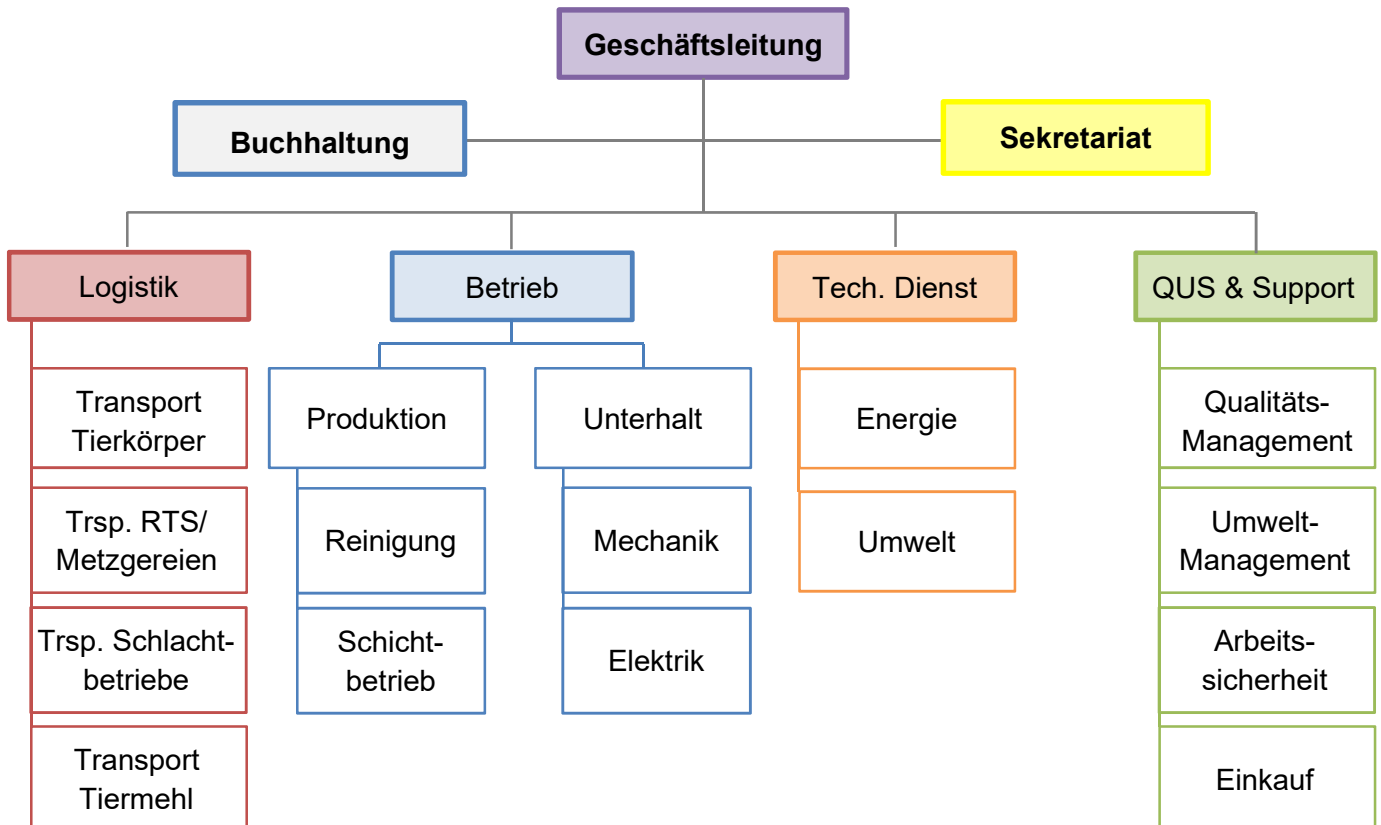 Geschäftsleitung
Buchhaltung
Sekretariat
Logistik
Betrieb
Tech. Dienst
QUS & Support
Transport
Tierkörper
Produktion
Unterhalt
Energie
Qualitäts-
Management
Trsp. RTS/
Metzgereien
Reinigung
Mechanik
Umwelt
Umwelt-
Management
Trsp. Schlacht-
betriebe
Schicht-
betrieb
Elektrik
Arbeits-
sicherheit
Transport
Tiermehl
Einkauf